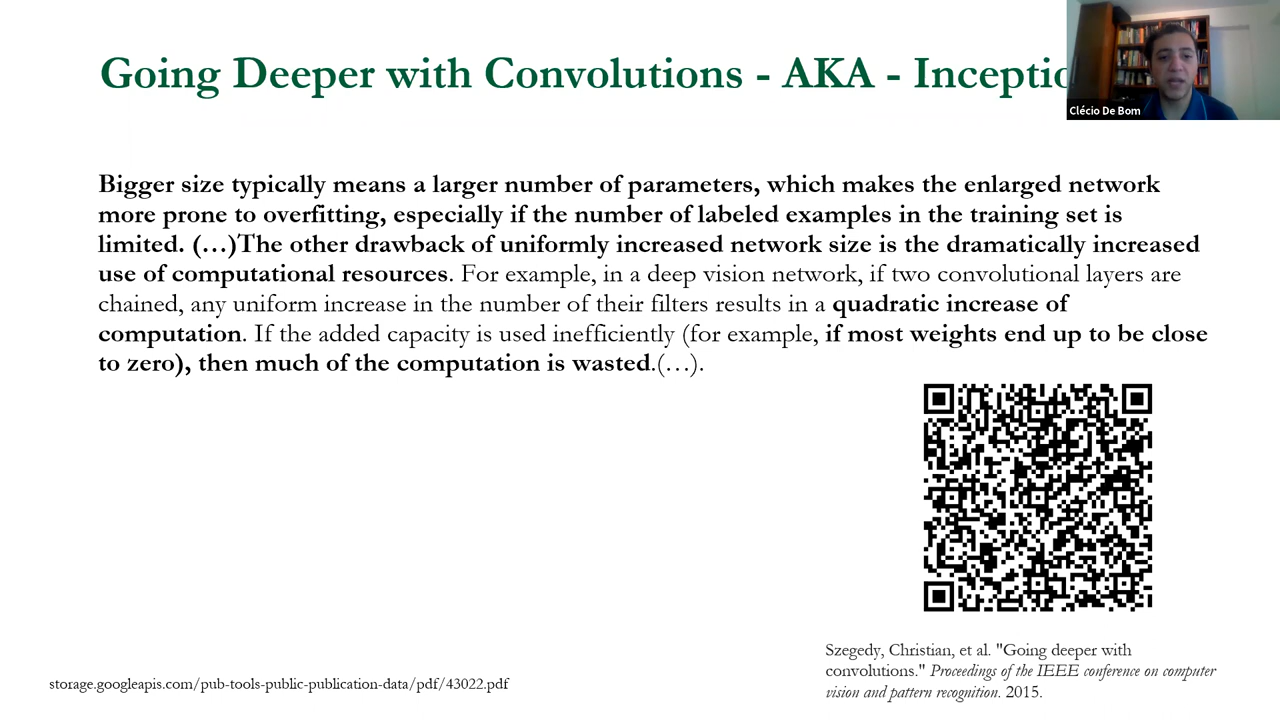 Going Deeper with Convolutions - AKA - Inceptio
Clécio De Bom
Bigger size typically means a larger number of parameters, which makes the enlarged network
more prone to overfitting, especially if the number of labeled examples in the training set is
limited. (…)The other drawback of uniformly increased network size is the dramatically increased
use of computational resources. For example, in a deep vision network, if two convolutional layers are
chained, any uniform increase in the number of their filters results in a quadratic increase of
computation. If the added capacity is used inefficiently (for example, if most weights end up to be close
to zero), then much of the computation is wasted.(…).
Szegedy, Christian, et al. "Going deeper with
convolutions." Proceedings of the IEEE conference on computer
vision and pattern recognition. 2015.
storage.googleapis.com/pub-tools-public-publication-data/pdf/43022.pdf